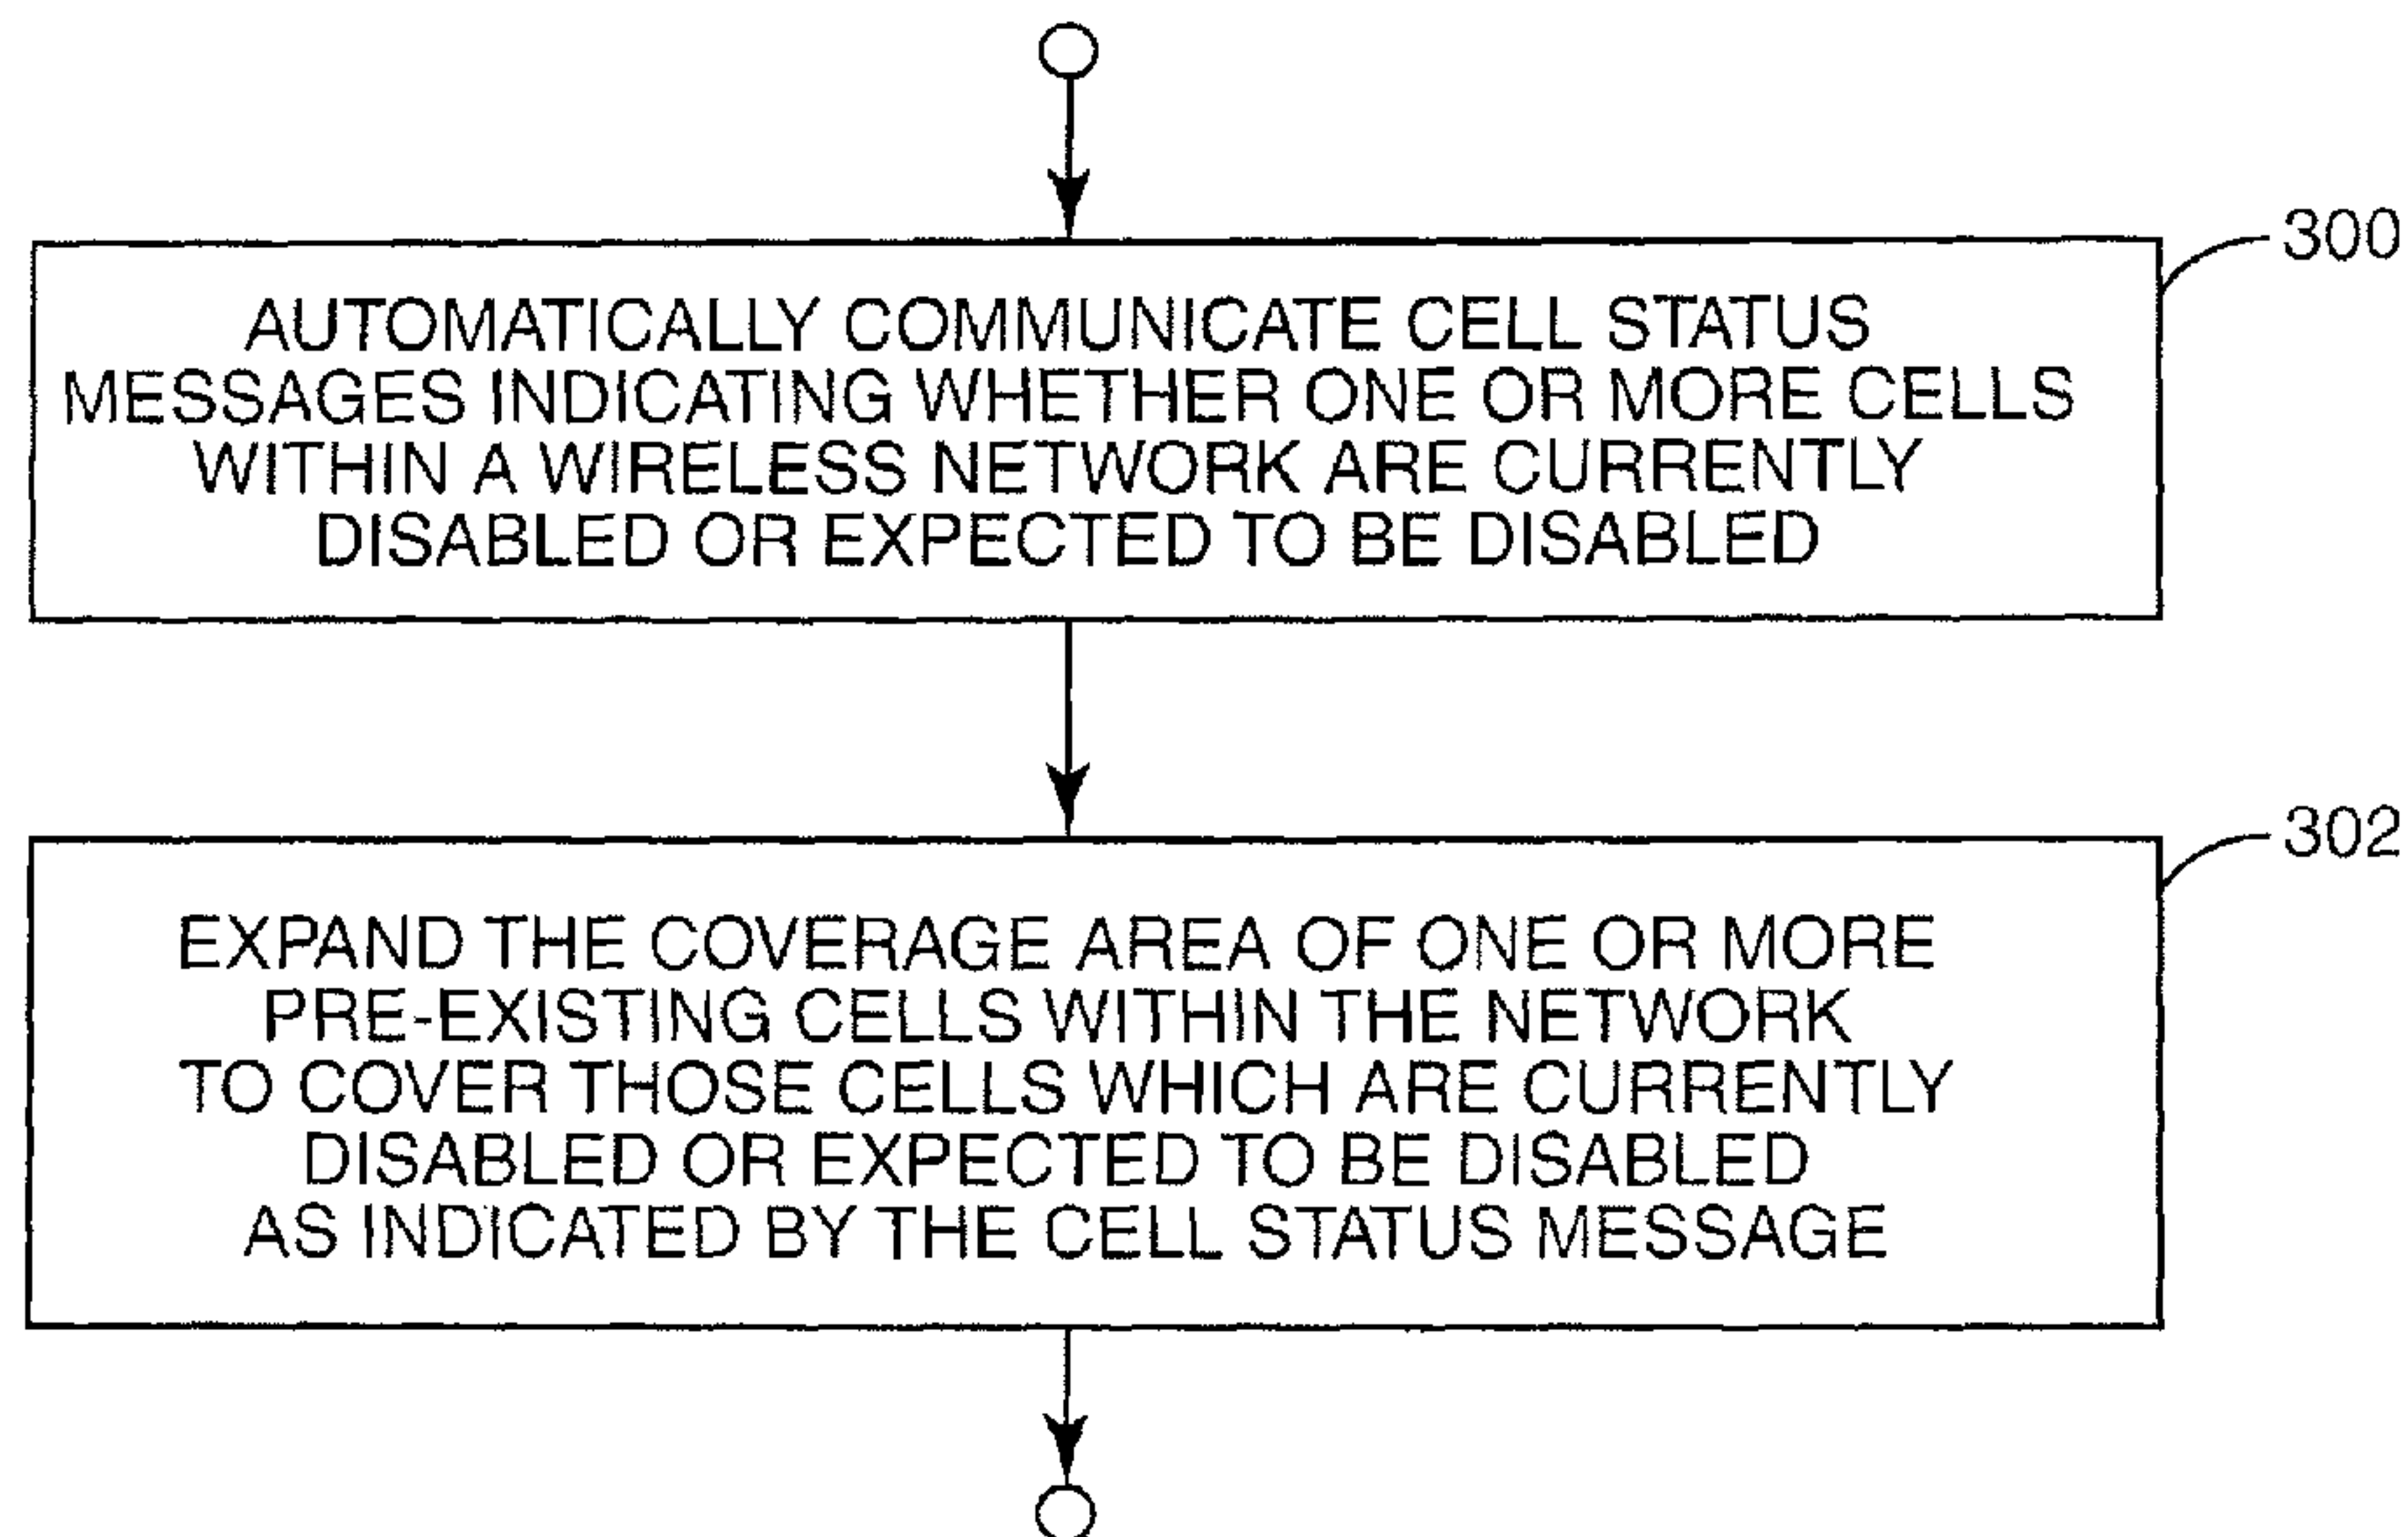 300
AUTOMATICALLY COMMUNICATE CELL STATUS
MESSAGES INDICATING WHETHER ONE OR MORE CELLS
WITHIN A WIRELESS NETWORK ARE CURRENTLY
DISABLED OR EXPECTED TO BE DISABLED
302
EXPAND THE COVERAGE AREA OF ONE OR MORE
PRE-EXISTING CELLS WITHIN THE NETWORK
TO COVER THOSE CELLS WHICH ARE CURRENTLY
DISABLED OR EXPECTED TO BE DISABLED
AS INDICATED BY THE CELL STATUS MESSAGE